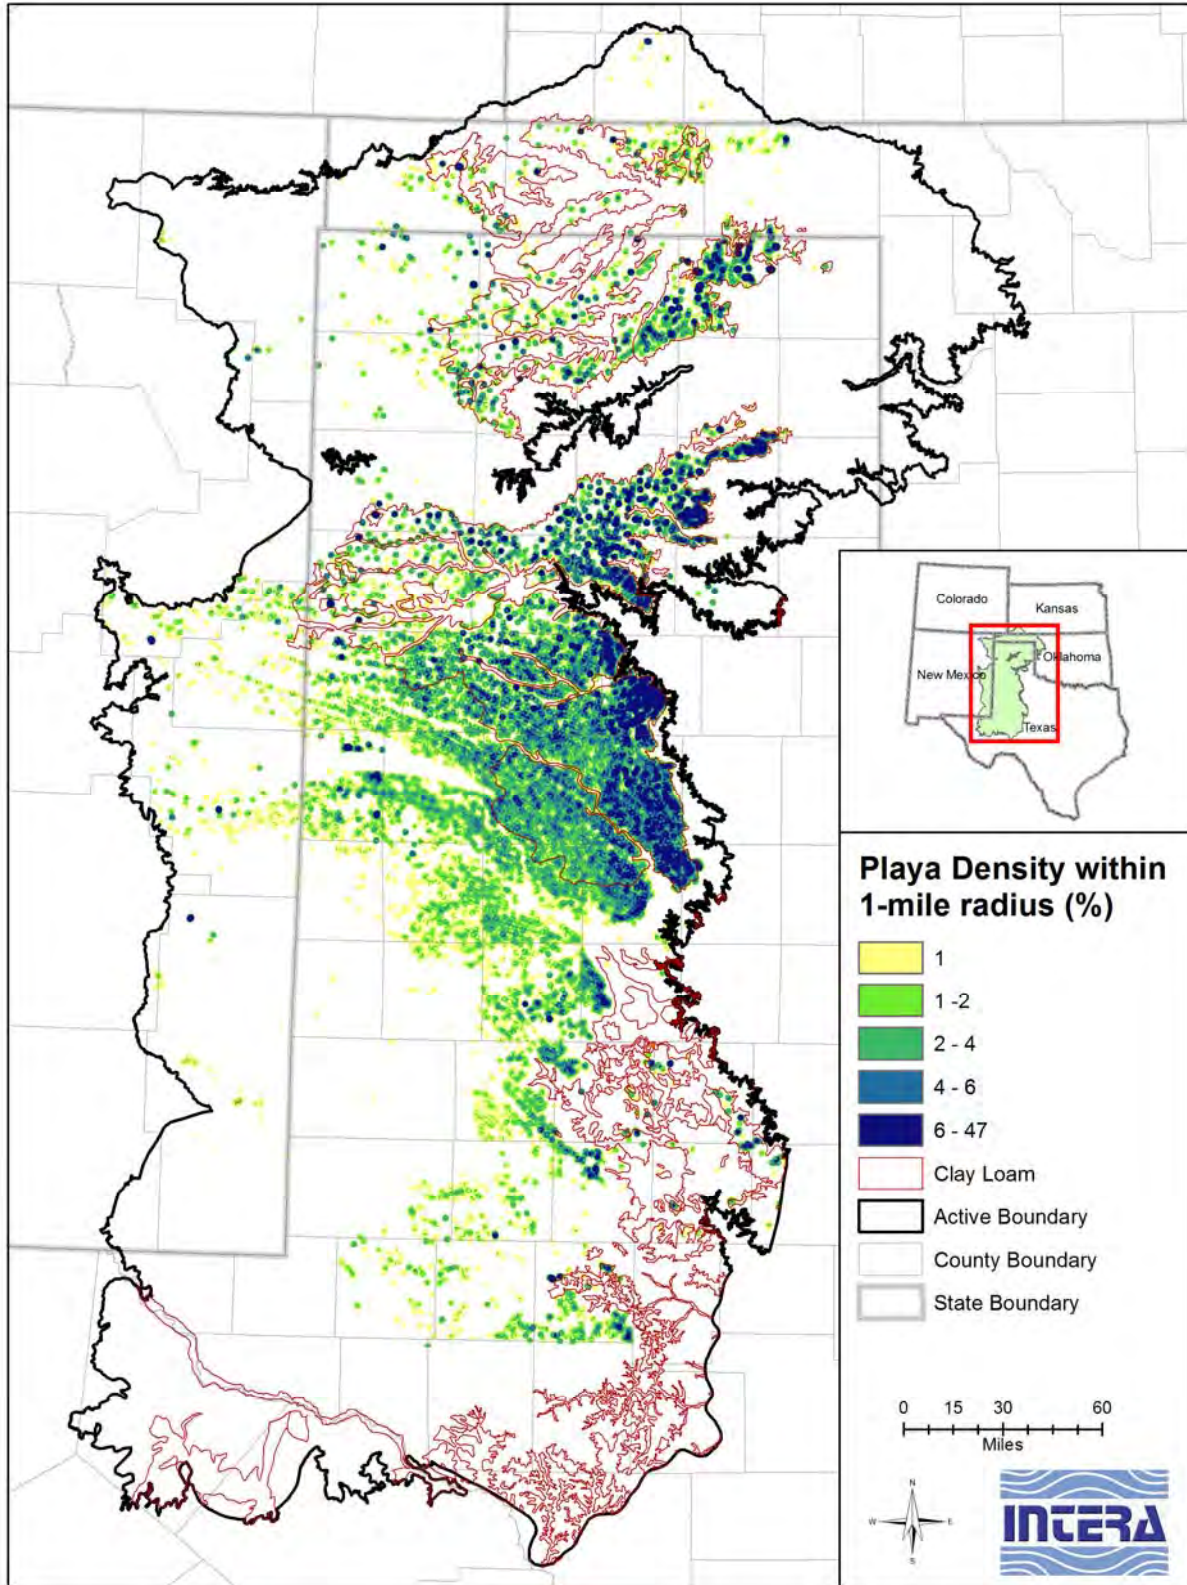 Colorado
Kansas
New Mexico
Oklahoma
Texas
Playa Density within
1-mile radius (%)
1
1 -2
2 - 4
4 - 6
6 - 47
Clay Loam
Active Boundary
County Boundary
State Boundary
0 15 30 60
Miles
N
W E
S
INTERA